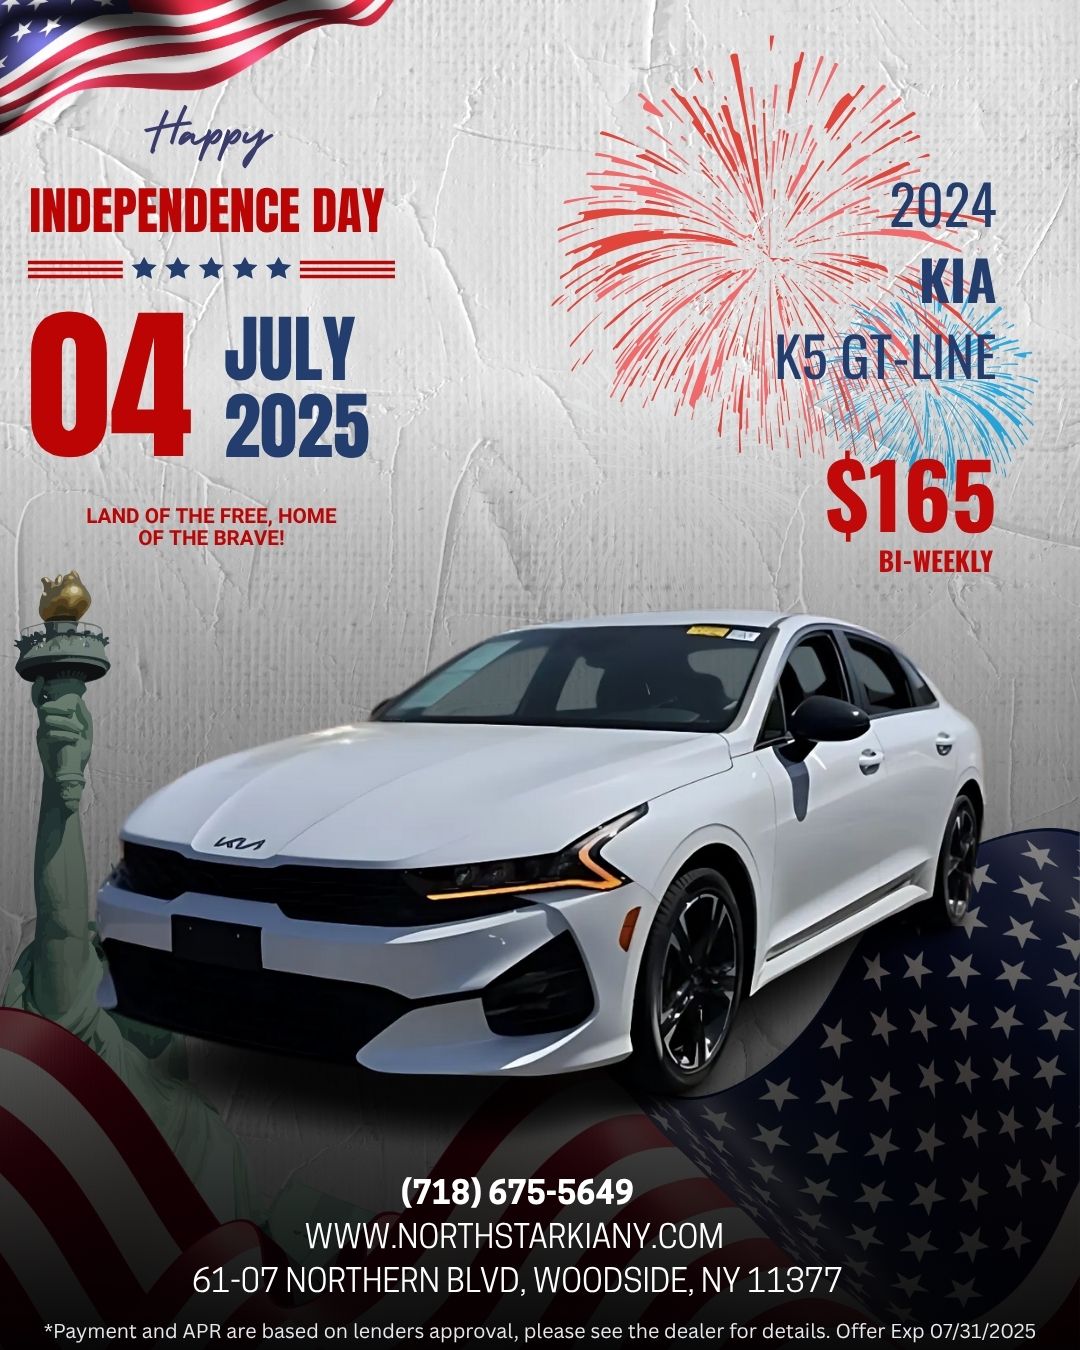 Happy
INDEPENDENCE DAY
04
JULY
2025
LAND OF THE FREE, HOME
OF THE BRAVE!
2024
KIA
K5 GT-LINE
$165
BI-WEEKLY
KIA
(718) 675-5649
WWW.NORTHSTARKIANY.COM
61-07 NORTHERN BLVD, WOODSIDE, NY 11377
*Payment and APR are based on lenders approval, please see the dealer for details. Offer Exp 07/31/2025